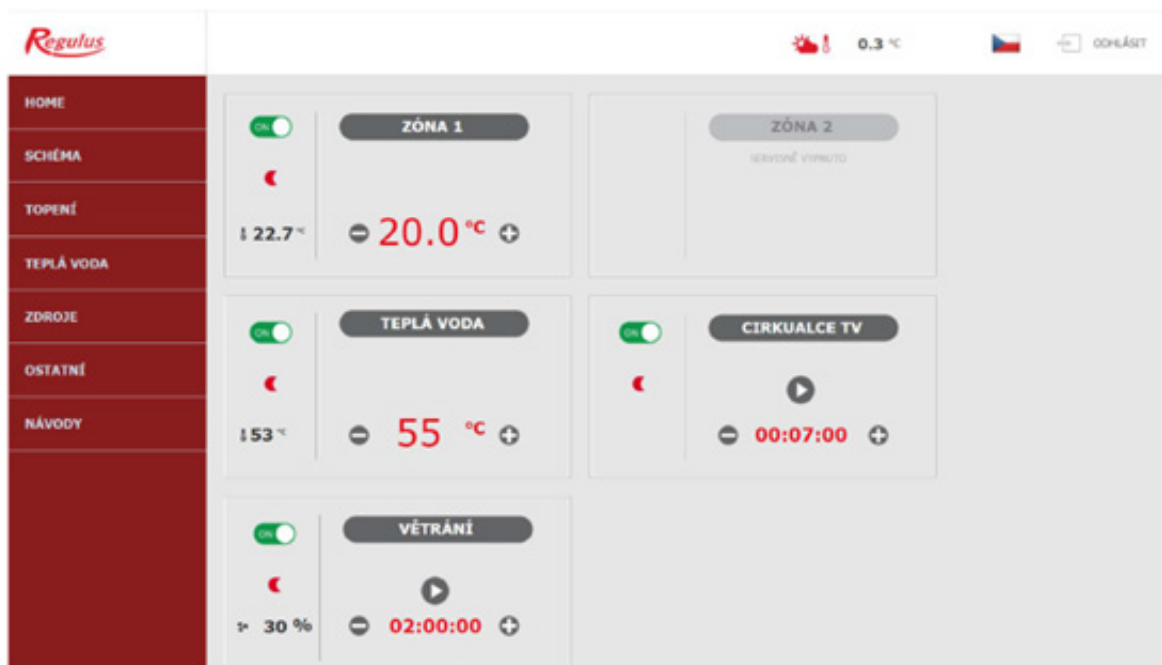 Regulus
0.3 °C
ODHLÁSIT
HOME
SCHÉMA
TOPENÍ
TEPLÁ VODA
ZDROJE
OSTATNÍ
NÁVODY
ON
ZÓNA 1
22.7 °C
20.0 °C
ZÓNA 2
SERVISNĚ VYPNUTO
ON
TEPLÁ VODA
53 °C
55 °C
ON
CIRKUALCE TV
00:07:00
ON
VĚTRÁNÍ
30 %
02:00:00